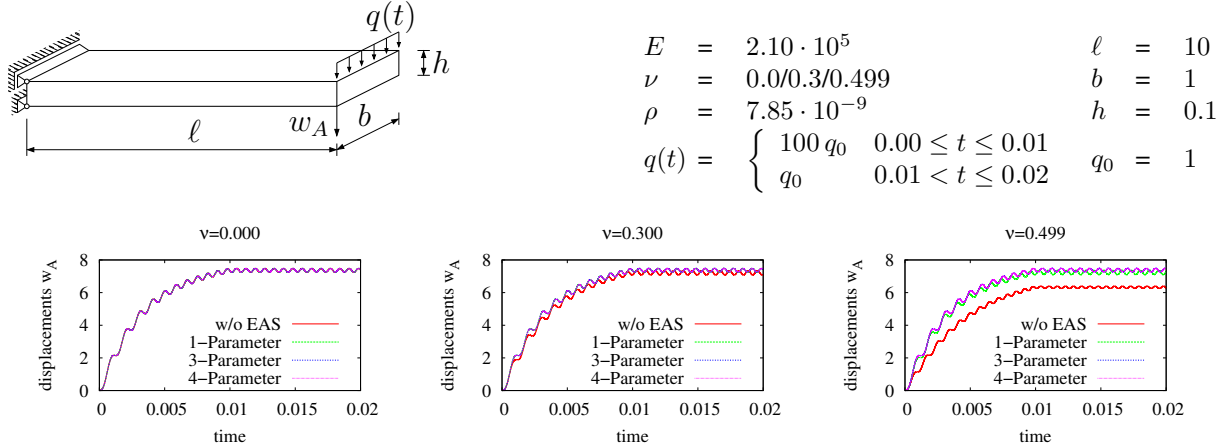 q(t)
h
b
w_A
ℓ
E = 2.10 · 10^5 ℓ = 10
ν = 0.0/0.3/0.499 b = 1
ρ = 7.85 · 10^−9 h = 0.1
q(t) = { 100 q_0 0.00 ≤ t ≤ 0.01 q_0 = 1
q_0 0.01 < t ≤ 0.02
ν=0.000
displacements w_A
8
6
4
2
0
w/o EAS
1−Parameter
3−Parameter
4−Parameter
0 0.005 0.01 0.015 0.02
time
ν=0.300
displacements w_A
8
6
4
2
0
w/o EAS
1−Parameter
3−Parameter
4−Parameter
0 0.005 0.01 0.015 0.02
time
ν=0.499
displacements w_A
8
6
4
2
0
w/o EAS
1−Parameter
3−Parameter
4−Parameter
0 0.005 0.01 0.015 0.02
time